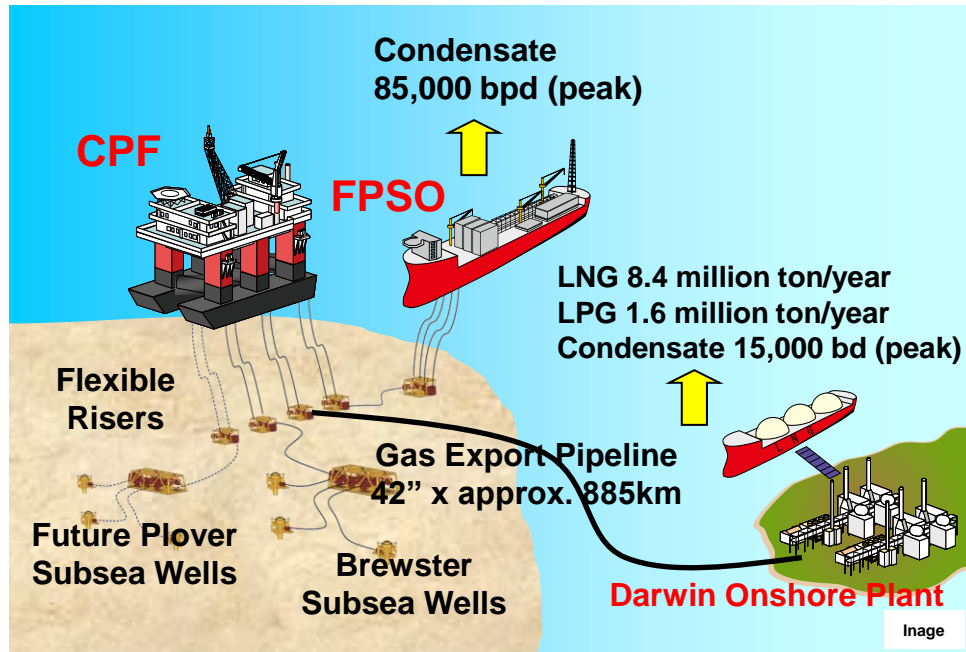 Condensate
85,000 bpd (peak)
CPF
FPSO
LNG 8.4 million ton/year
LPG 1.6 million ton/year
Condensate 15,000 bd (peak)
Flexible
Risers
LNG
Gas Export Pipeline
42” x approx. 885km
Future Plover
Subsea Wells
Brewster
Subsea Wells
Darwin Onshore Plant
Inage